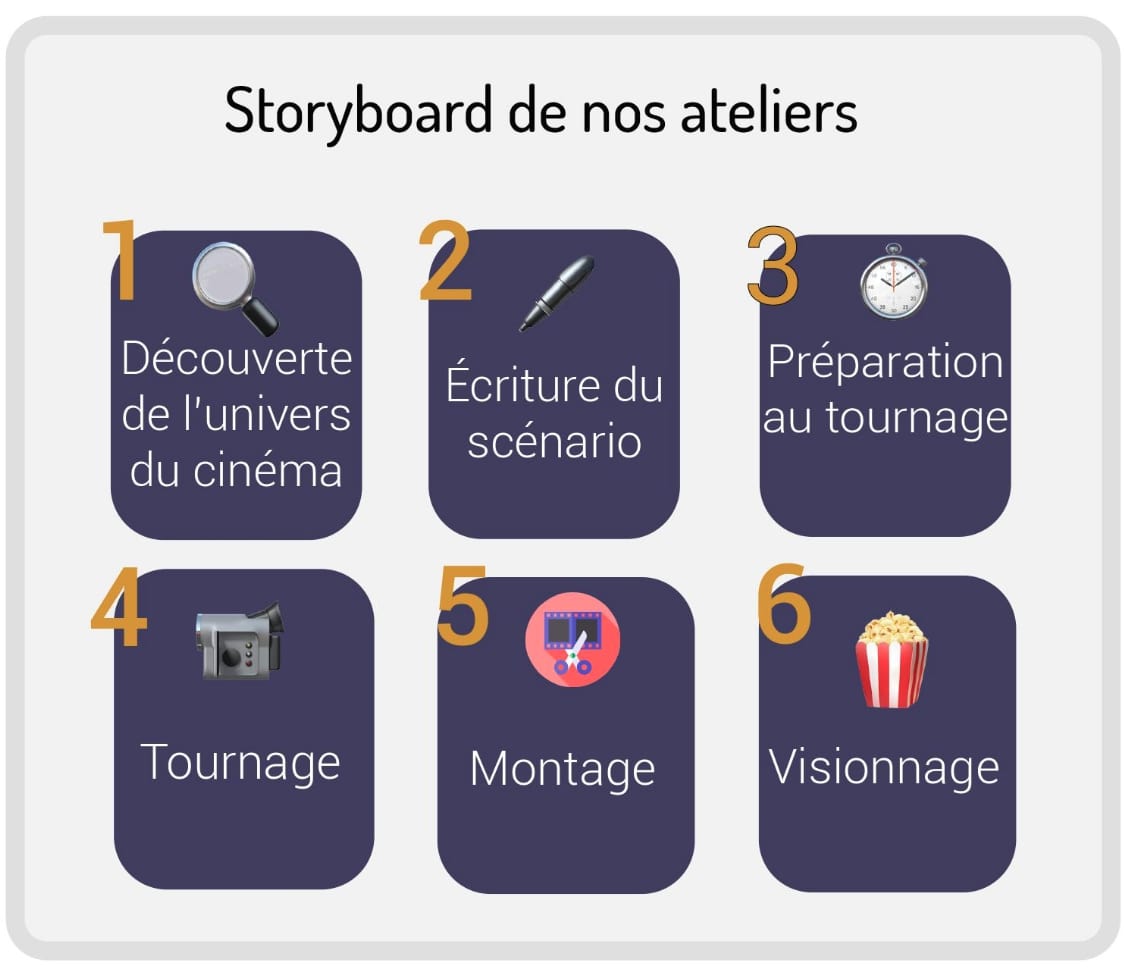 Storyboard de nos ateliers
1
Découverte
de l'univers
du cinéma
2
Écriture du
scénario
3
Préparation
au tournage
4
Tournage
5
Montage
6
Visionnage